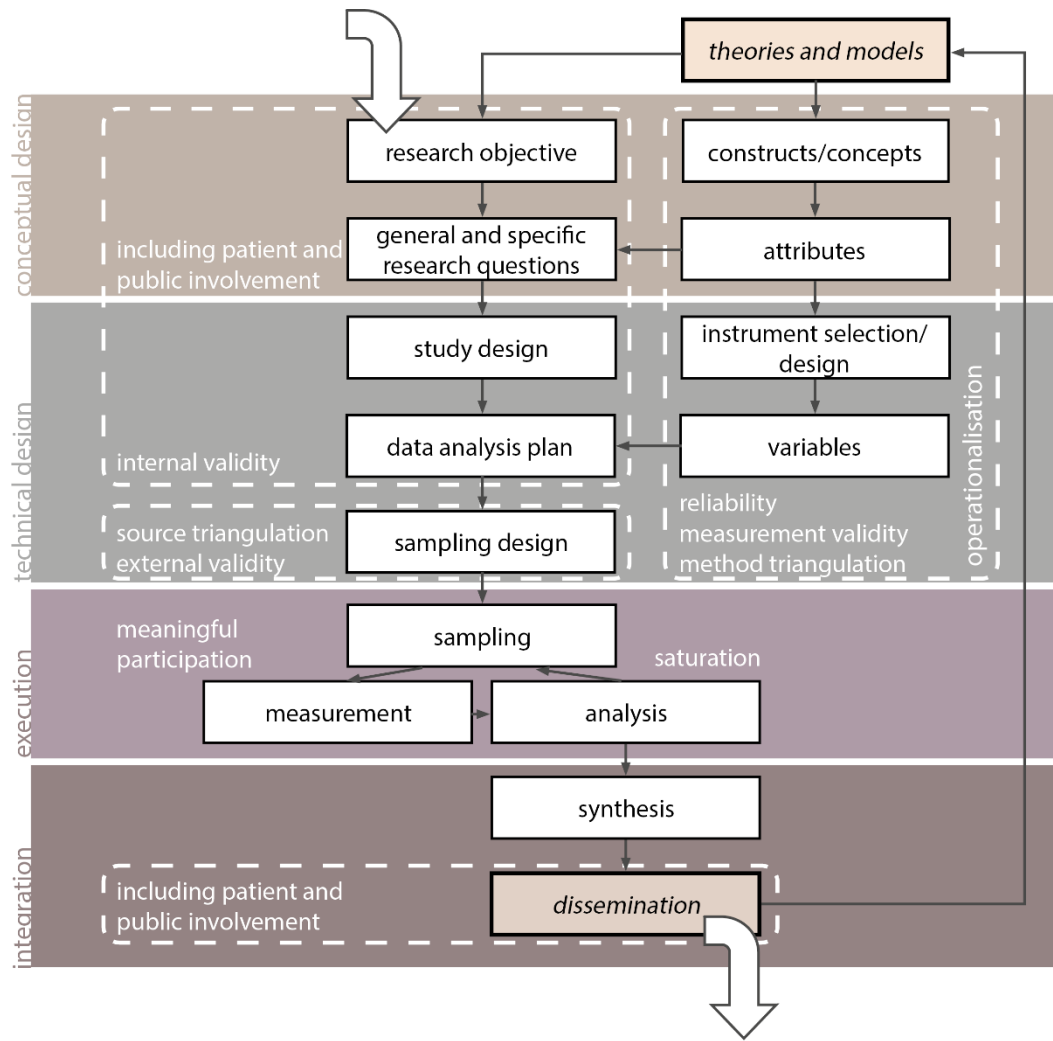 theories and models
conceptual design
research objective
constructs/concepts
including patient and
public involvement
general and specific
research questions
attributes
technical design
study design
instrument selection/
design
internal validity
data analysis plan
variables
operationalisation
source triangulation
external validity
sampling design
reliability
measurement validity
method triangulation
execution
meaningful
participation
sampling
saturation
measurement
analysis
integration
synthesis
including patient and
public involvement
dissemination